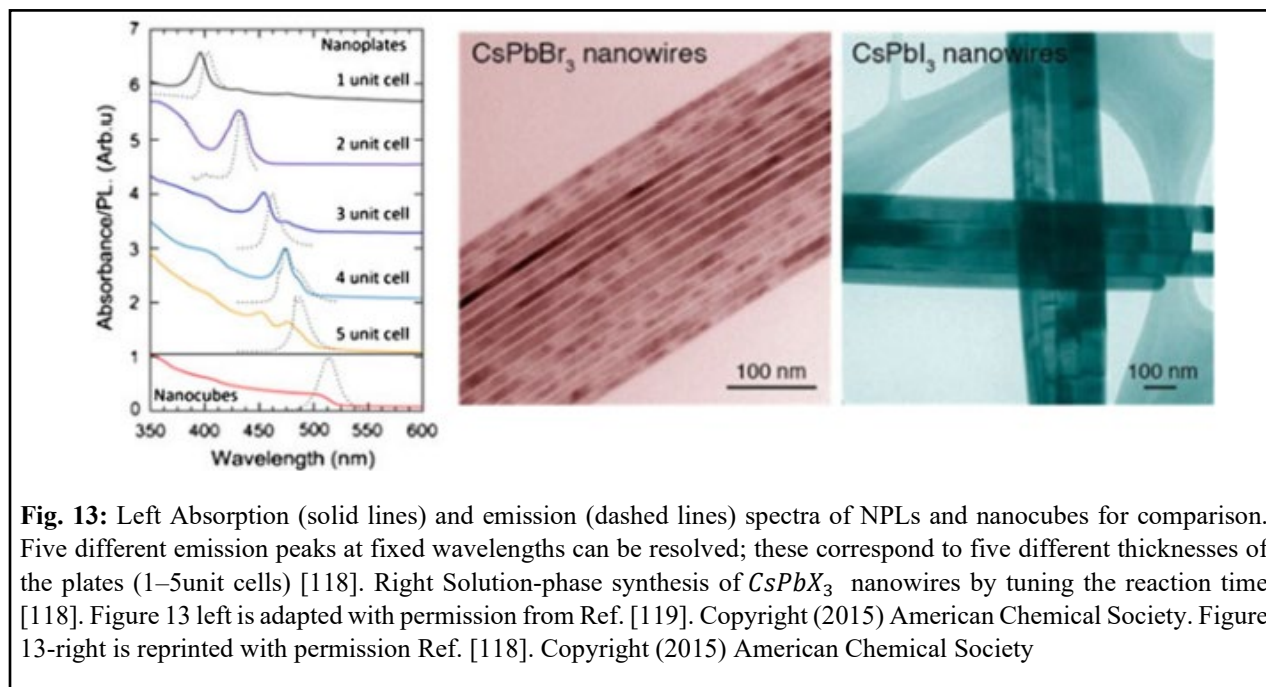 7
6
5
4
3
2
1
0
Absorbance/PL. (Arb.u)
Nanoplates
1 unit cell
2 unit cell
3 unit cell
4 unit cell
5 unit cell
Nanocubes
350 400 450 500 550 600
Wavelength (nm)
CsPbBr₃ nanowires
100 nm
CsPbI₃ nanowires
100 nm
Fig. 13: Left Absorption (solid lines) and emission (dashed lines) spectra of NPLs and nanocubes for comparison.
Five different emission peaks at fixed wavelengths can be resolved; these correspond to five different thicknesses of
the plates (1–5unit cells) [118]. Right Solution-phase synthesis of CsPbX₃ nanowires by tuning the reaction time
[118]. Figure 13 left is adapted with permission from Ref. [119]. Copyright (2015) American Chemical Society. Figure
13-right is reprinted with permission Ref. [118]. Copyright (2015) American Chemical Society